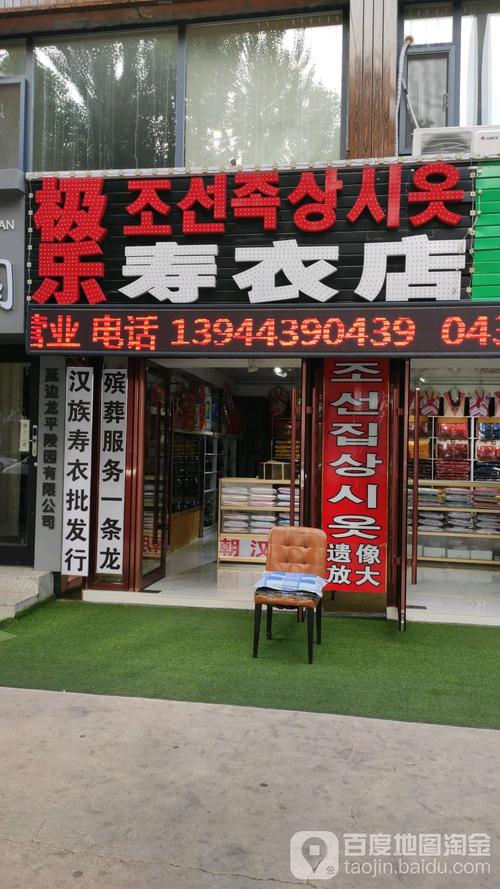 极乐
조선족상시옷
寿衣店
业 电话 13944390439 043
延边龙平陵园有限公司
汉族寿衣批发行
殡葬服务一条龙
조선집상시옷
遗像
放大
朝 汉
AN
百度地图淘金
taojin.baidu.com